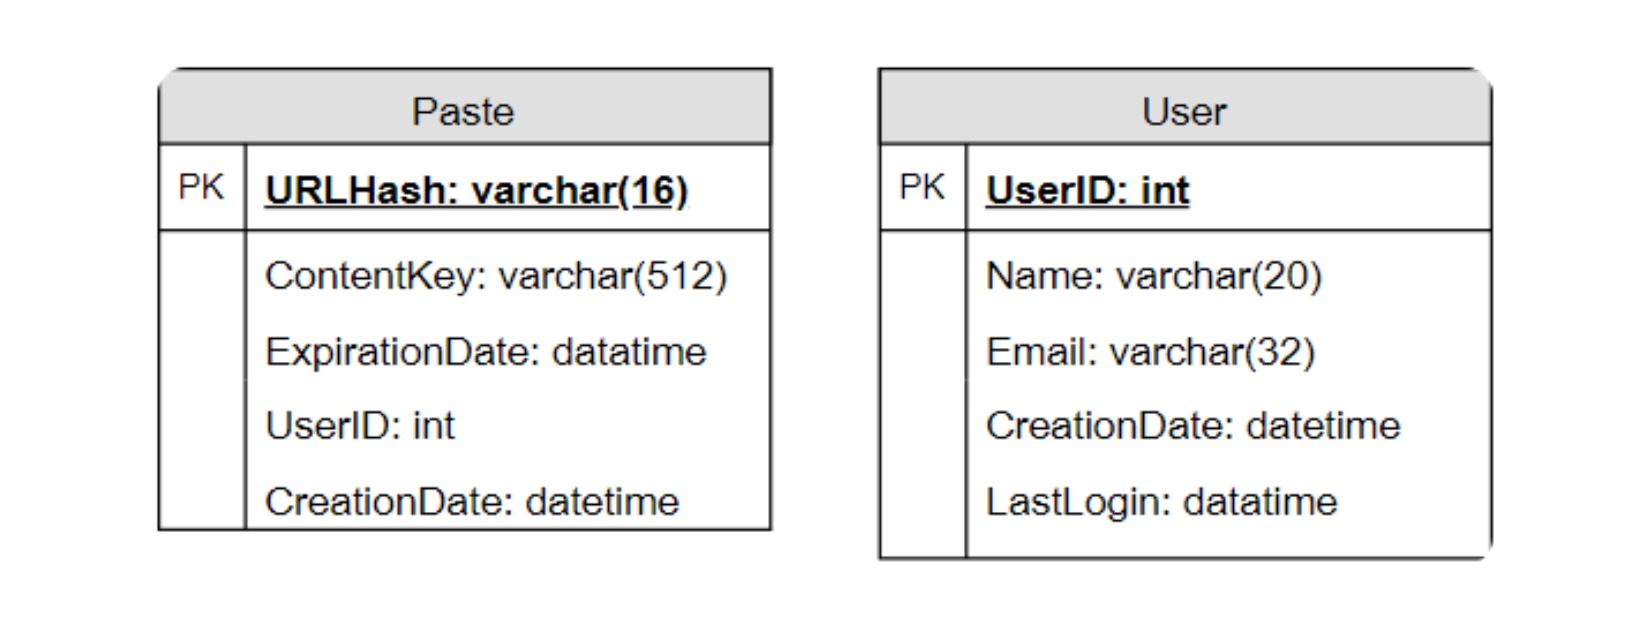 Paste
PK
URLHash: varchar(16)
ContentKey: varchar(512)
ExpirationDate: datatime
UserID: int
CreationDate: datetime
User
PK
UserID: int
Name: varchar(20)
Email: varchar(32)
CreationDate: datetime
LastLogin: datatime